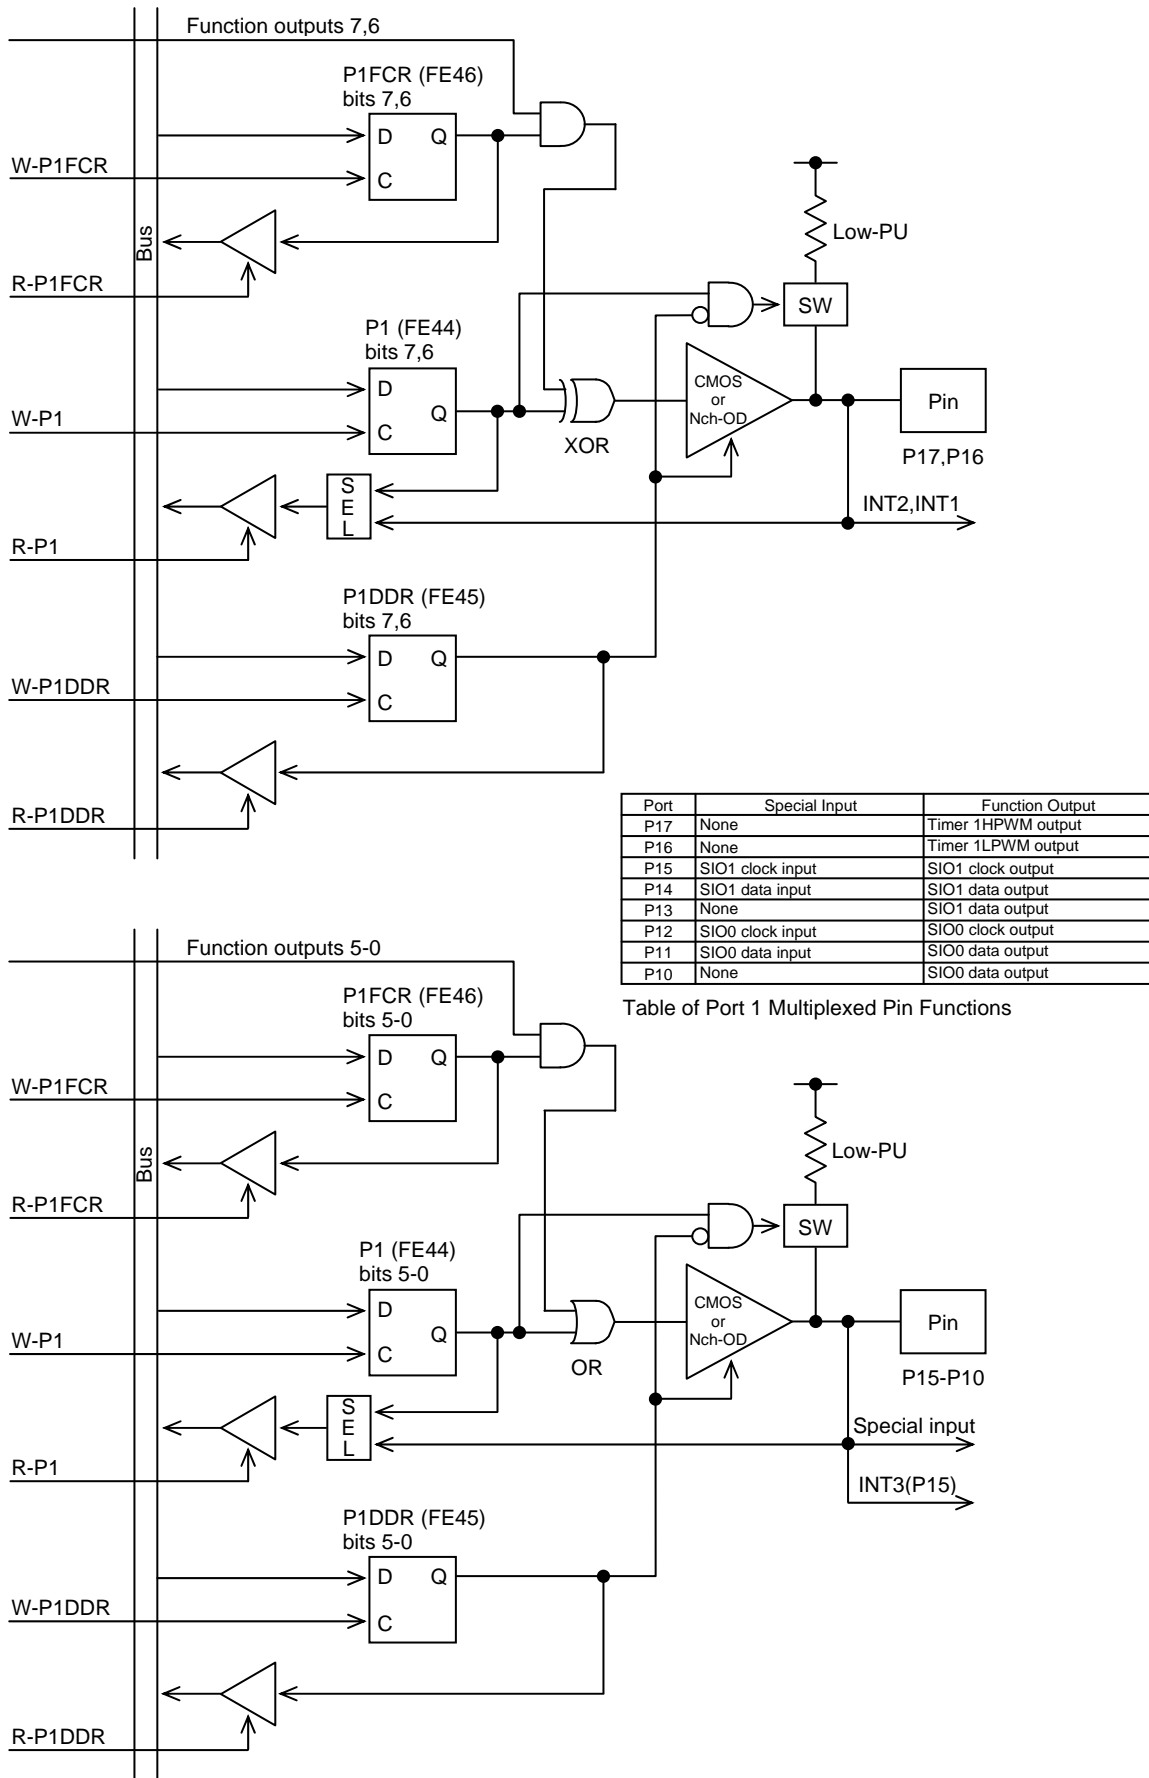 Function outputs 7,6
P1FCR (FE46)
bits 7,6
D Q
W-P1FCR
C
Bus
Low-PU
R-P1FCR
SW
P1 (FE44)
bits 7,6
D
CMOS
or
Nch-OD
Q
Pin
W-P1
C
XOR
P17,P16
S
E
L
INT2,INT1
R-P1
P1DDR (FE45)
bits 7,6
D Q
W-P1DDR
C
R-P1DDR
Port Special Input Function Output
P17 None Timer 1HPWM output
P16 None Timer 1LPWM output
P15 SIO1 clock input SIO1 clock output
P14 SIO1 data input SIO1 data output
P13 None SIO1 data output
P12 SIO0 clock input SIO0 clock output
P11 SIO0 data input SIO0 data output
P10 None SIO0 data output
Table of Port 1 Multiplexed Pin Functions
Function outputs 5-0
P1FCR (FE46)
bits 5-0
D Q
W-P1FCR
C
Bus
Low-PU
R-P1FCR
SW
P1 (FE44)
bits 5-0
D
CMOS
or
Nch-OD
Q
Pin
W-P1
C
OR
P15-P10
S
E
L
Special input
R-P1
INT3(P15)
P1DDR (FE45)
bits 5-0
D Q
W-P1DDR
C
R-P1DDR